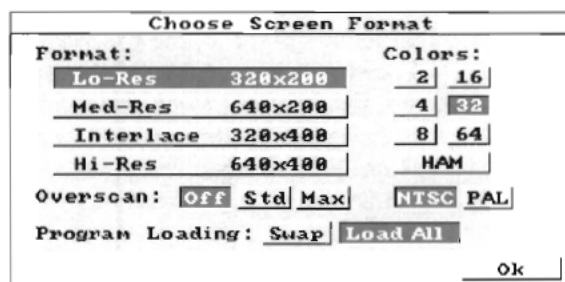 Choose Screen Format
Format: Colors:
Lo-Res 320x200 2 16
Med-Res 640x200 4 32
Interlace 320x400 8 64
Hi-Res 640x400 HAM
Overscan: Off Std Max NTSC PAL
Program Loading: Swap Load All
Ok